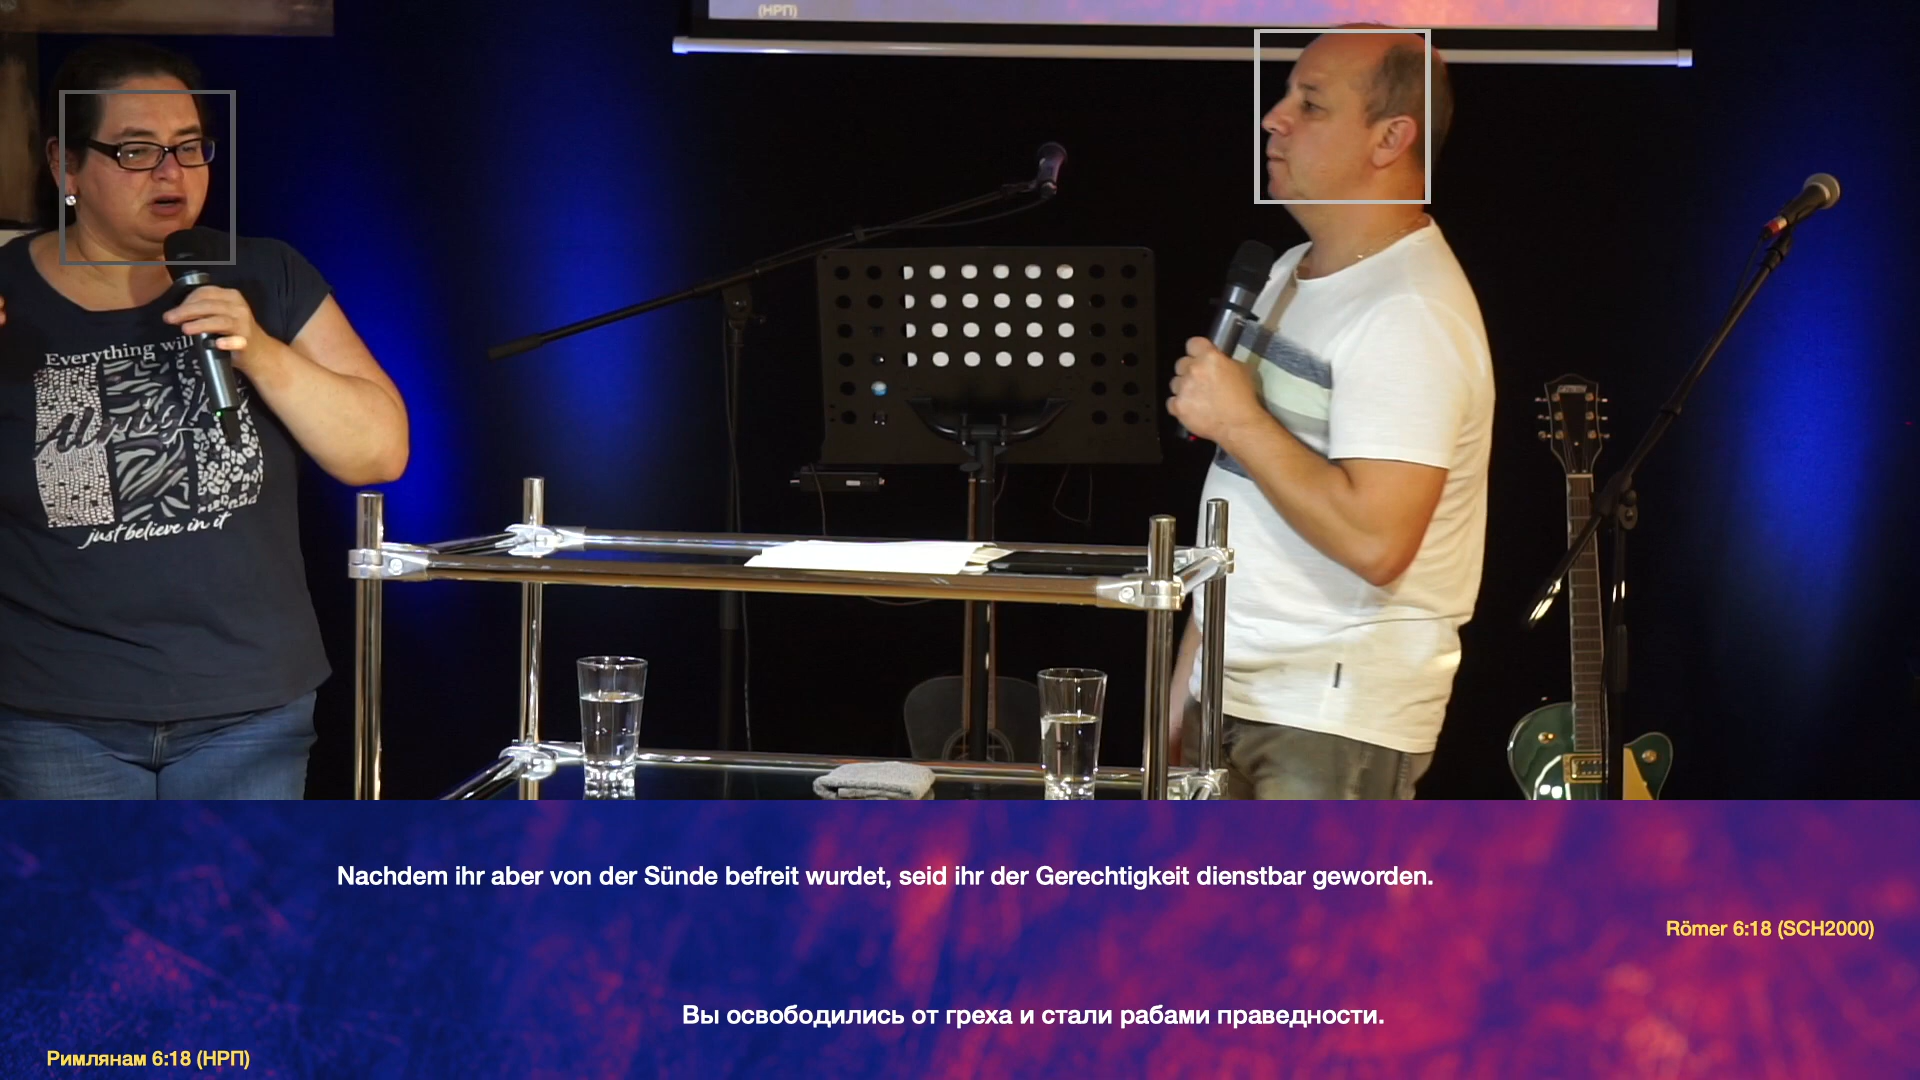 (НРП)
Everything will
Alright
just believe in it
Nachdem ihr aber von der Sünde befreit wurdet, seid ihr der Gerechtigkeit dienstbar geworden.
Römer 6:18 (SCH2000)
Вы освободились от греха и стали рабами праведности.
Римлянам 6:18 (НРП)